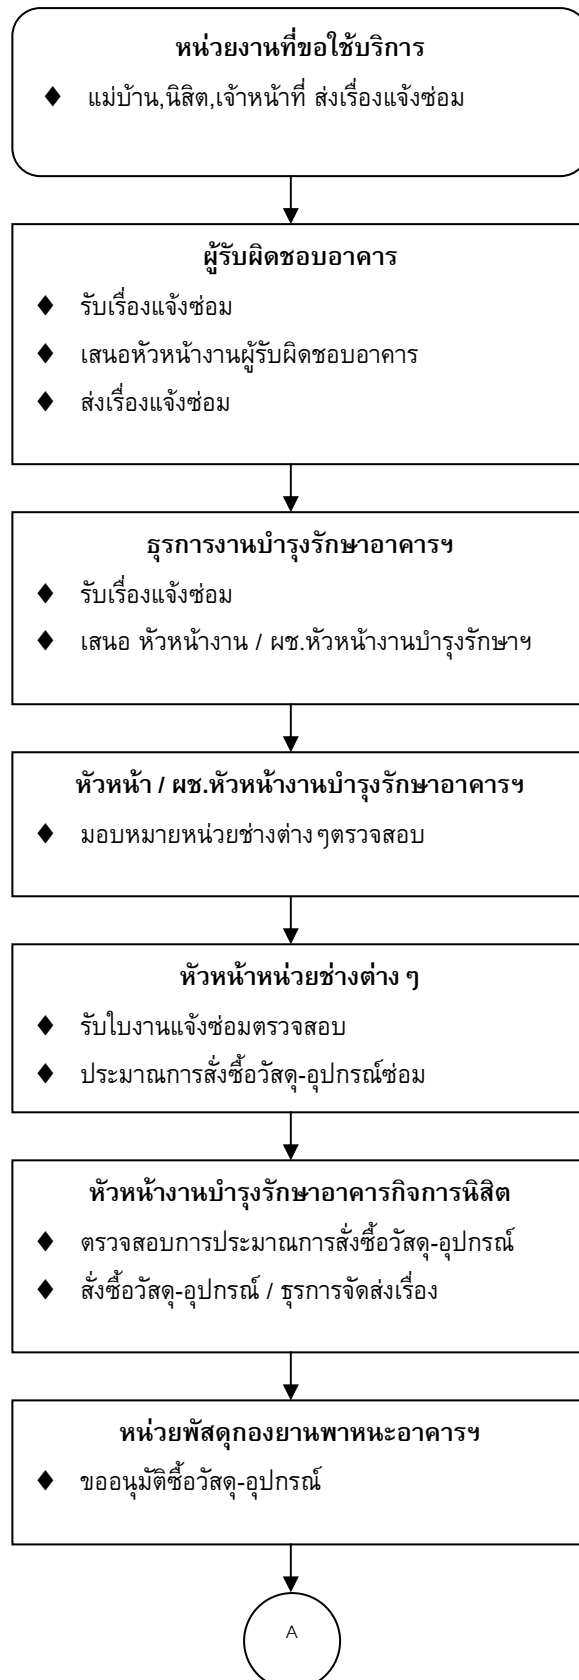 หน่วยงานที่ขอใช้บริการ
♦ แม่บ้าน,นิสิต,เจ้าหน้าที่ ส่งเรื่องแจ้งซ่อม
ผู้รับผิดชอบอาคาร
♦ รับเรื่องแจ้งซ่อม
♦ เสนอหัวหน้างานผู้รับผิดชอบอาคาร
♦ ส่งเรื่องแจ้งซ่อม
ธุรการงานบำรุงรักษาอาคารฯ
♦ รับเรื่องแจ้งซ่อม
♦ เสนอ หัวหน้างาน / ผช.หัวหน้างานบำรุงรักษาฯ
หัวหน้า / ผช.หัวหน้างานบำรุงรักษาอาคารฯ
♦ มอบหมายหน่วยช่างต่าง ๆตรวจสอบ
หัวหน้าหน่วยช่างต่าง ๆ
♦ รับใบงานแจ้งซ่อมตรวจสอบ
♦ ประมาณการสั่งซื้อวัสดุ-อุปกรณ์ซ่อม
หัวหน้างานบำรุงรักษาอาคารกิจการนิสิต
♦ ตรวจสอบการประมาณการสั่งซื้อวัสดุ-อุปกรณ์
♦ สั่งซื้อวัสดุ-อุปกรณ์ / ธุรการจัดส่งเรื่อง
หน่วยพัสดุกองยานพาหนะอาคารฯ
♦ ขออนุมัติซื้อวัสดุ-อุปกรณ์
A